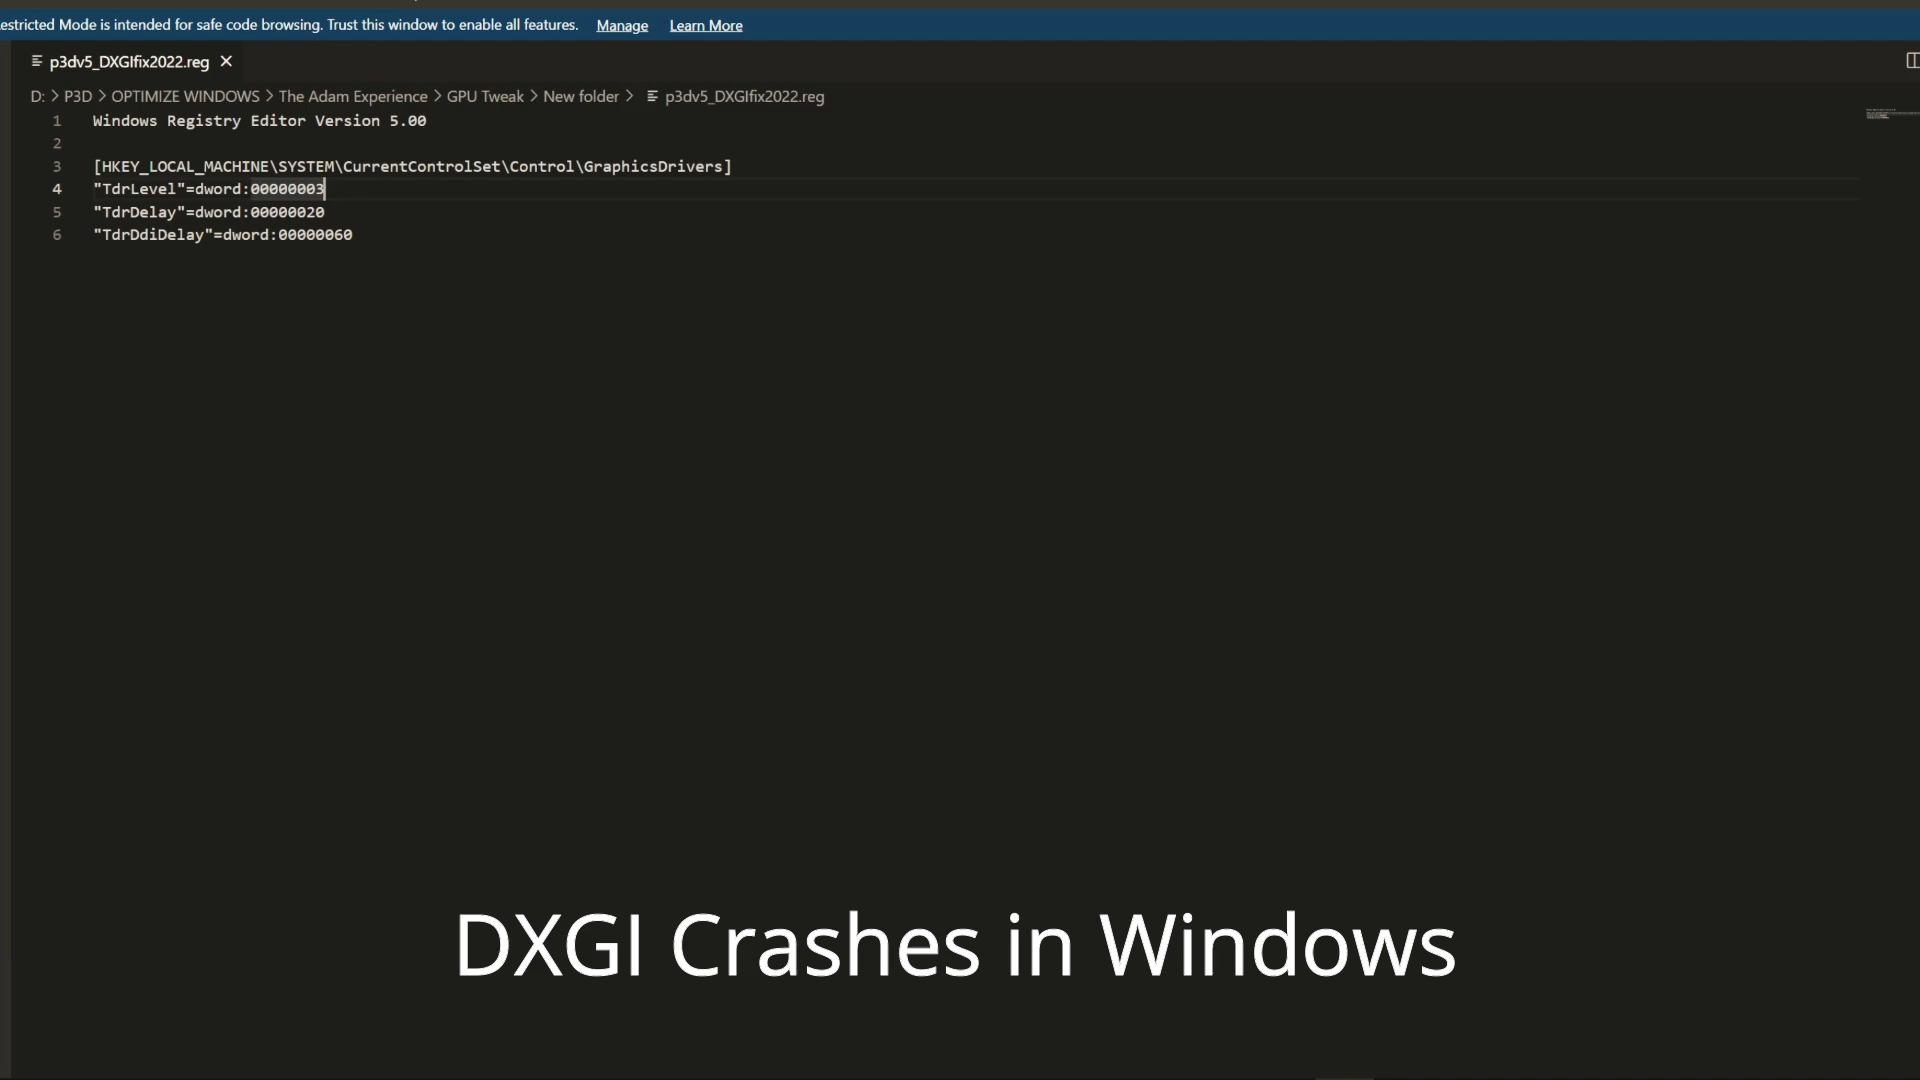 estricted Mode is intended for safe code browsing. Trust this window to enable all features. Manage Learn More
p3dv5_DXGIfix2022.reg
D: > P3D > OPTIMIZE WINDOWS > The Adam Experience > GPU Tweak > New folder > p3dv5_DXGIfix2022.reg
1 Windows Registry Editor Version 5.00
2
3 [HKEY_LOCAL_MACHINE\SYSTEM\CurrentControlSet\Control\GraphicsDrivers]
4 "TdrLevel"=dword:00000003
5 "TdrDelay"=dword:00000020
6 "TdrDdiDelay"=dword:00000060
DXGI Crashes in Windows